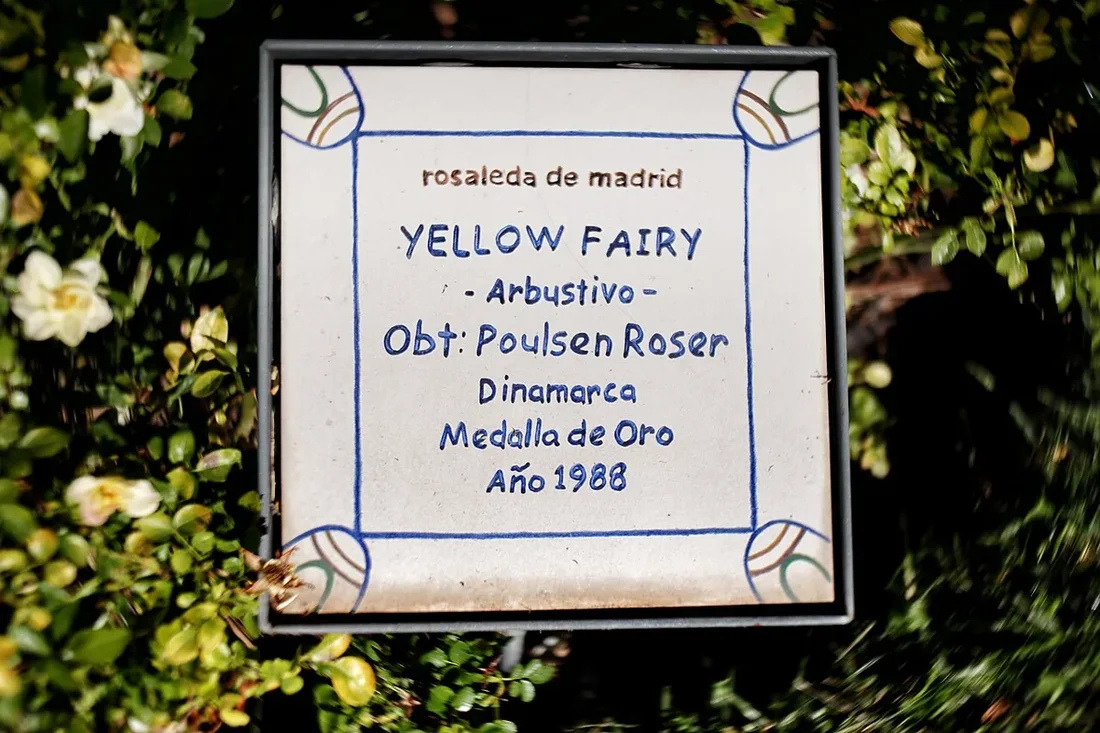 rosaleda de madrid
YELLOW FAIRY
- Arbustivo -
Obt: Poulsen Roser
Dinamarca
Medalla de Oro
Año 1988